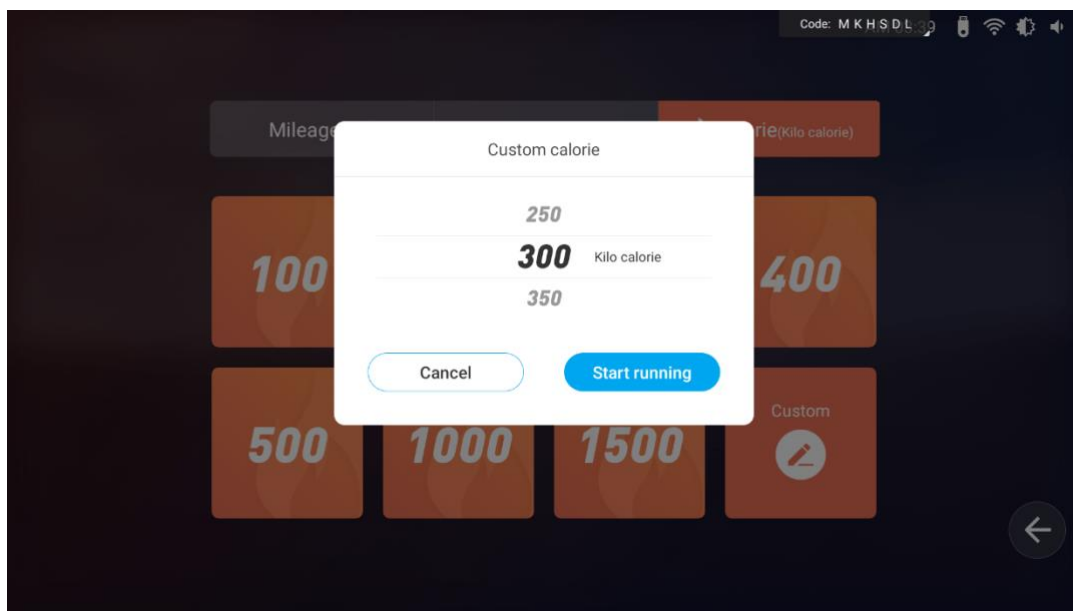 Code: M K H S D L
Mileage
rie(Kilo calorie)
Custom calorie
250
300 Kilo calorie
350
100
400
Cancel
Start running
500
1000
1500
Custom